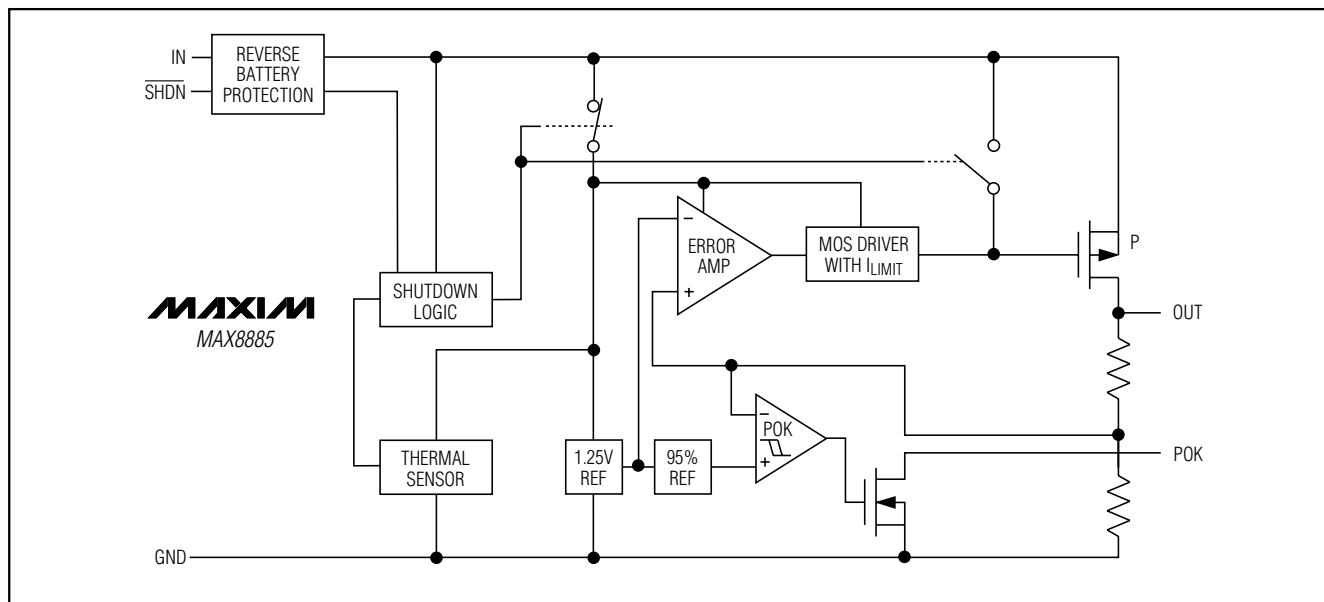 IN
SHDN
REVERSE
BATTERY
PROTECTION
P
ERROR
AMP
−
+
MOS DRIVER
WITH ILIMIT
SHUTDOWN
LOGIC
MAXIM
MAX8885
OUT
THERMAL
SENSOR
1.25V
REF
95%
REF
−
POK
+
POK
GND